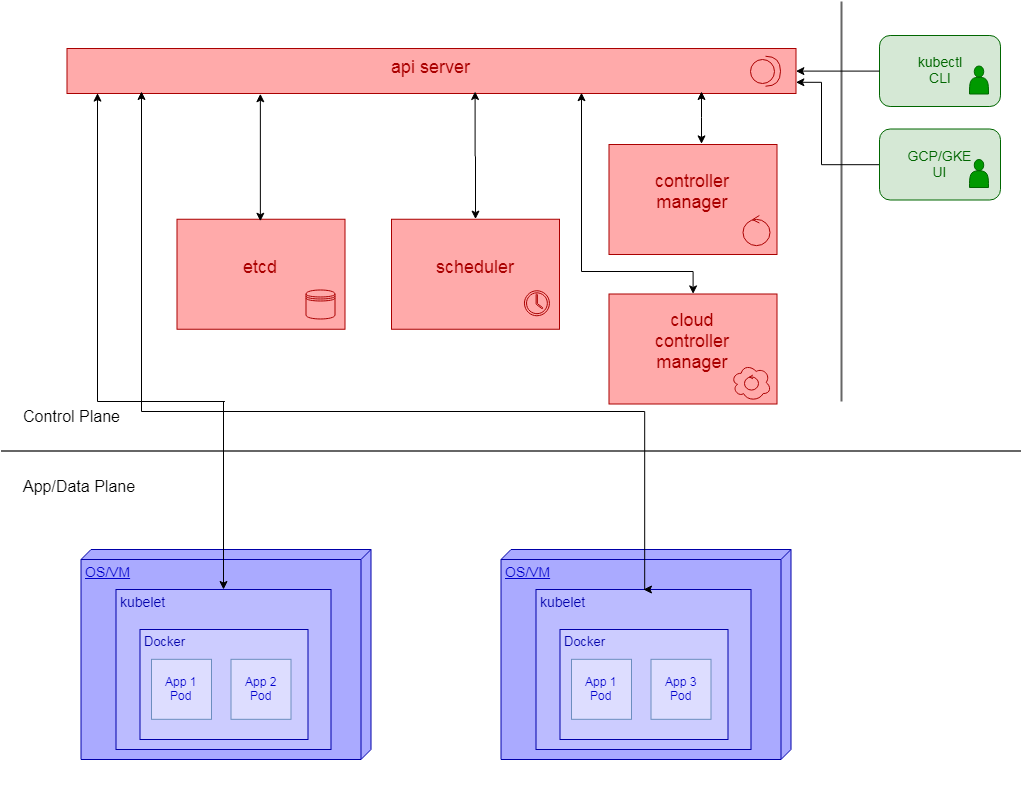 api server
kubectl
CLI
GCP/GKE
UI
controller
manager
etcd
scheduler
cloud
controller
manager
Control Plane
App/Data Plane
OS/VM
kubelet
Docker
App 1
Pod
App 2
Pod
OS/VM
kubelet
Docker
App 1
Pod
App 3
Pod